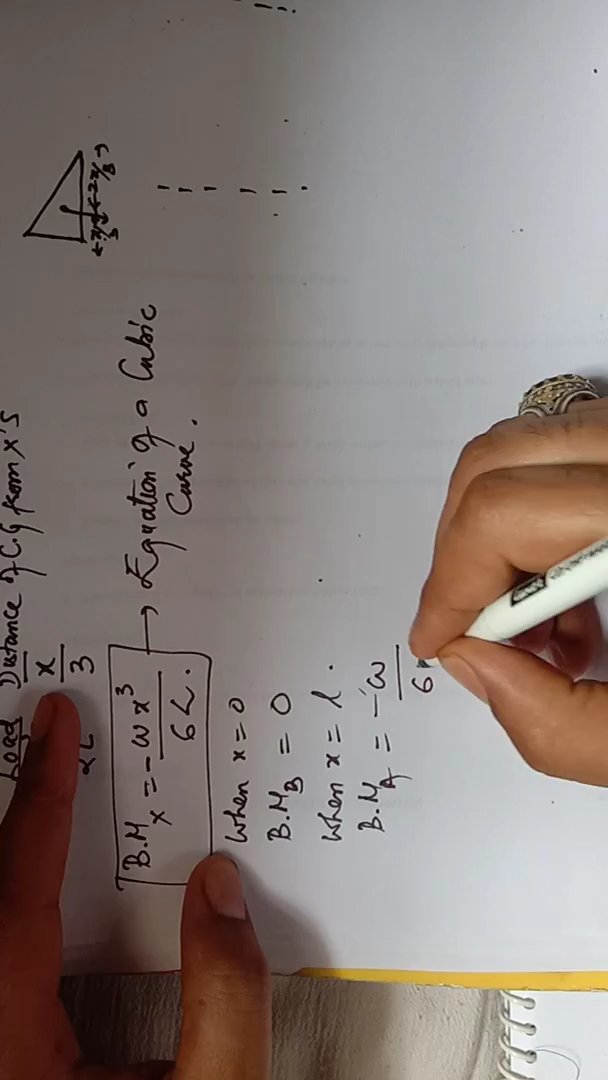 Load Distance of C.G from X'S
2L x/3
B.M_x = -ωx³/6L. → Equation of a Cubic
Curve.
When x=0
B.M_B = 0
When x = l.
B.M_A = -ω/6